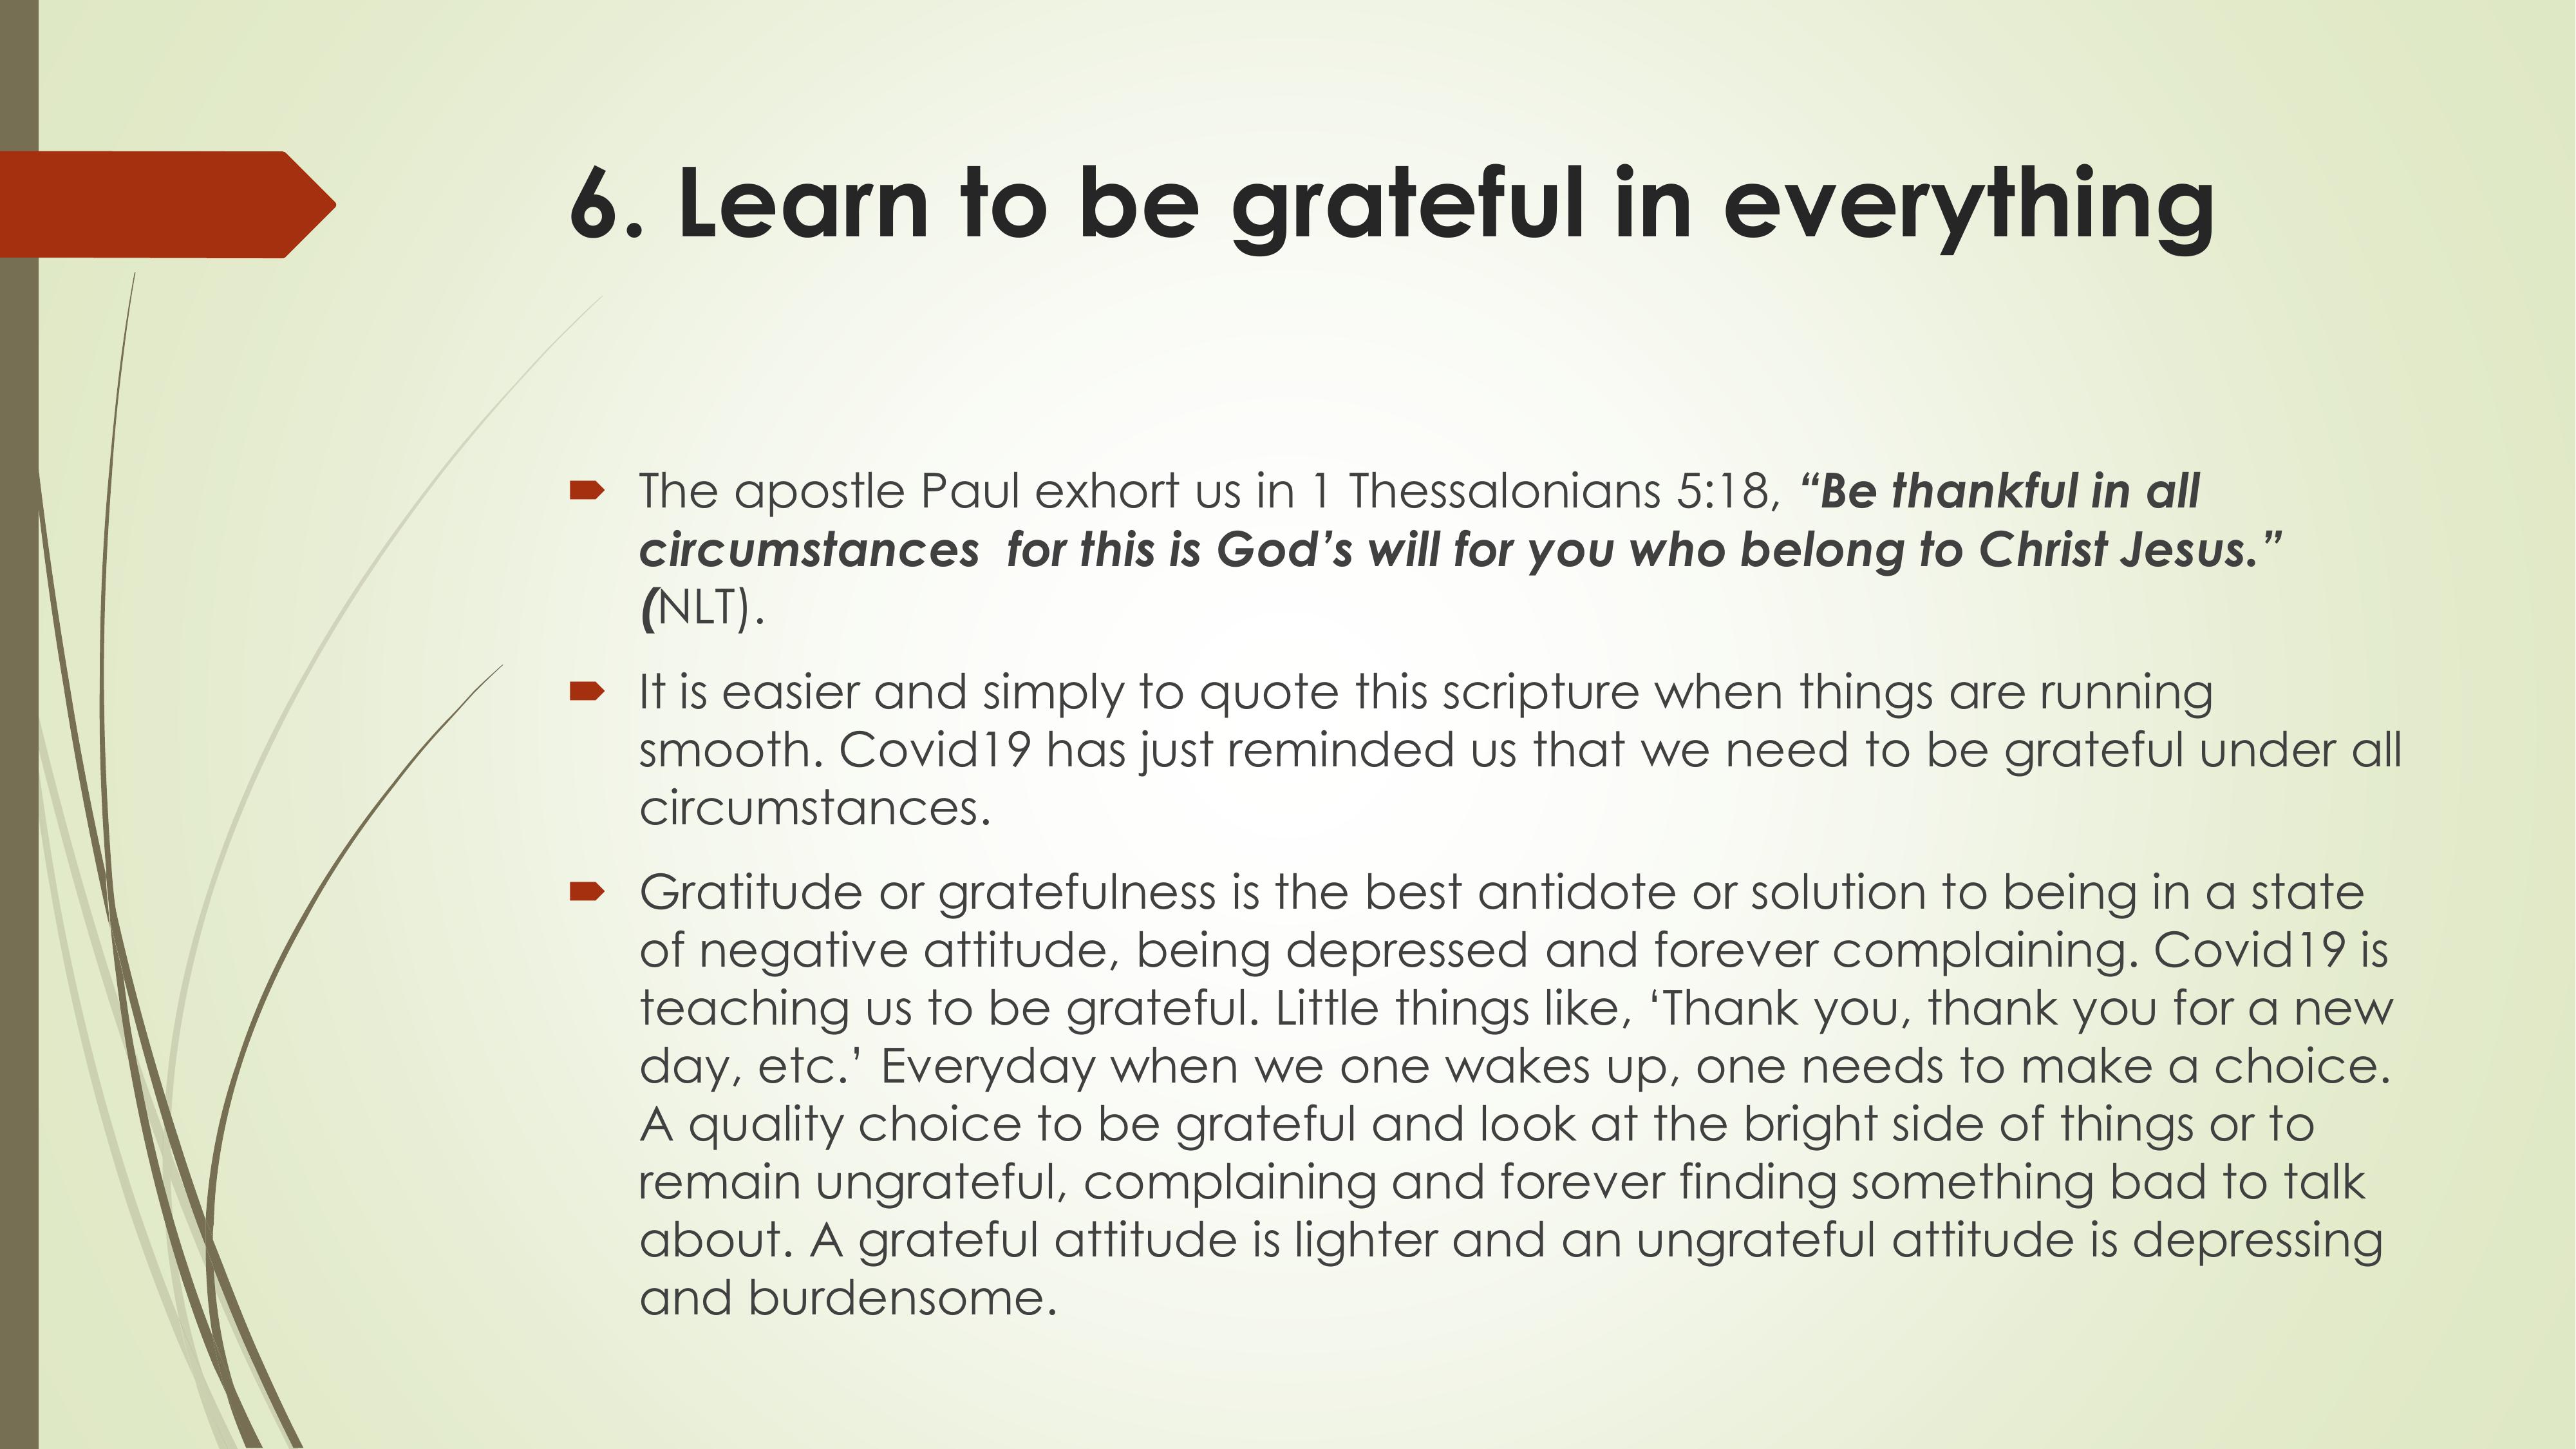 6. Learn to be grateful in everything
The apostle Paul exhort us in 1 Thessalonians 5:18, “Be thankful in all
circumstances  for this is God’s will for you who belong to Christ Jesus.”
(NLT).
It is easier and simply to quote this scripture when things are running
smooth. Covid19 has just reminded us that we need to be grateful under all
circumstances.
Gratitude or gratefulness is the best antidote or solution to being in a state
of negative attitude, being depressed and forever complaining. Covid19 is
teaching us to be grateful. Little things like, ‘Thank you, thank you for a new
day, etc.’ Everyday when we one wakes up, one needs to make a choice.
A quality choice to be grateful and look at the bright side of things or to
remain ungrateful, complaining and forever finding something bad to talk
about. A grateful attitude is lighter and an ungrateful attitude is depressing
and burdensome.